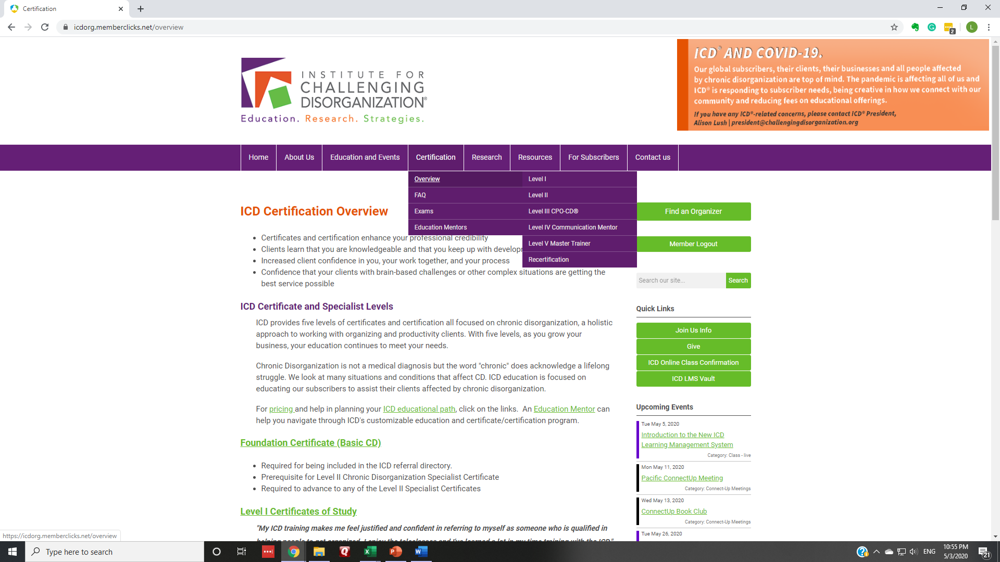 Certification
icdorg.memberclicks.net/overview
2
L
INSTITUTE FOR
CHALLENGING
DISORGANIZATION®
Education. Research. Strategies.
ICD® AND COVID-19.
Our global subscribers, their clients, their businesses and all people affected
by chronic disorganization are top of mind. The pandemic is affecting all of us and
ICD® is responding to subscriber needs, being creative in how we connect with our
community and reducing fees on educational offerings.
If you have any ICD®-related concerns, please contact ICD® President,
Alison Lush | president@challengingdisorganization.org
Home
About Us
Education and Events
Certification
Research
Resources
For Subscribers
Contact us
Overview
FAQ
Exams
Education Mentors
Level I
Level II
Level III CPO-CD®
Level IV Communication Mentor
Level V Master Trainer
Recertification
ICD Certification Overview
Certificates and certification enhance your professional credibility
Clients learn that you are knowledgeable and that you keep up with
Increased client confidence in you, your work together, and your process
Confidence that your clients with brain-based challenges or other complex situations are getting the
best service possible
ICD Certificate and Specialist Levels
ICD provides five levels of certificates and certification all focused on chronic disorganization, a holistic
approach to working with organizing and productivity clients. With five levels, as you grow your
business, your education continues to meet your needs.
Chronic Disorganization is not a medical diagnosis but the word "chronic" does acknowledge a lifelong
struggle. We look at many situations and conditions that affect CD. ICD education is focused on
educating our subscribers to assist their clients affected by chronic disorganization.
For pricing and help in planning your ICD educational path, click on the links. An Education Mentor can
help you navigate through ICD's customizable education and certificate/certification program.
Foundation Certificate (Basic CD)
Required for being included in the ICD referral directory.
Prerequisite for Level II Chronic Disorganization Specialist Certificate
Required to advance to any of the Level II Specialist Certificates
Level I Certificates of Study
"My ICD training makes me feel justified and confident in referring to myself as someone who is qualified in
helping people to get organized. I enjoy the teleclasses and I've learned a lot in my time training with the ICD."
Find an Organizer
Member Logout
Search our site...
Search
Quick Links
Join Us Info
Give
ICD Online Class Confirmation
ICD LMS Vault
Upcoming Events
Tue May 5, 2020
Introduction to the New ICD
Learning Management System
Category: Class - live
Mon May 11, 2020
Pacific ConnectUp Meeting
Category: Connect-Up Meetings
Wed May 13, 2020
ConnectUp Book Club
Category: Connect-Up Meetings
Tue May 26, 2020
https://icdorg.memberclicks.net/overview
Type here to search
ENG
10:55 PM
5/3/2020
21